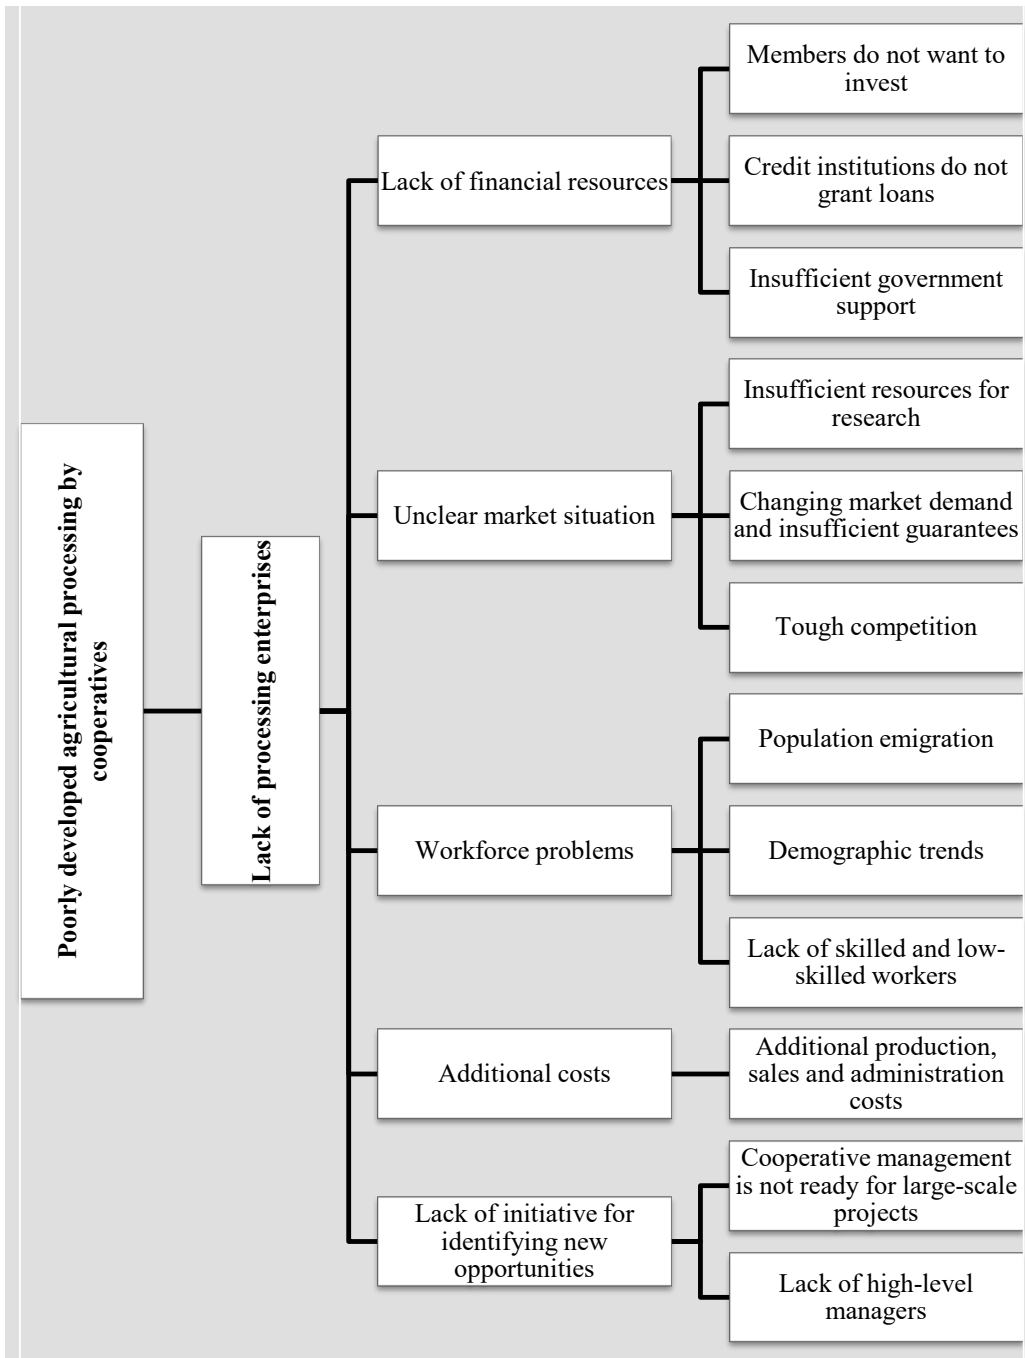 Poorly developed agricultural processing by
cooperatives
Lack of processing enterprises
Lack of financial resources
Members do not want to
invest
Credit institutions do not
grant loans
Insufficient government
support
Unclear market situation
Insufficient resources for
research
Changing market demand
and insufficient guarantees
Tough competition
Workforce problems
Population emigration
Demographic trends
Lack of skilled and low-
skilled workers
Additional costs
Additional production,
sales and administration
costs
Lack of initiative for
identifying new
opportunities
Cooperative management
is not ready for large-scale
projects
Lack of high-level
managers